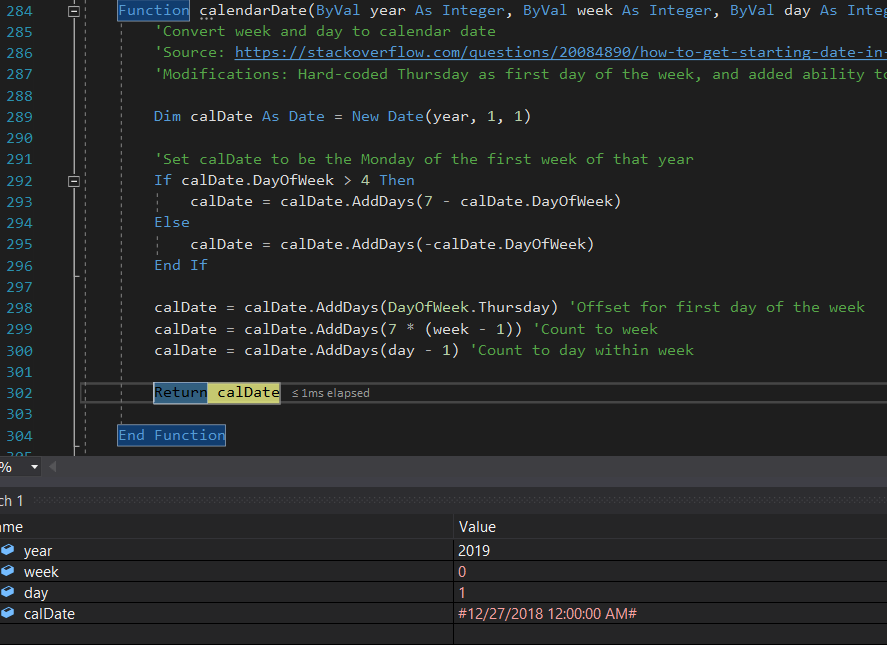 284 Function calendarDate(ByVal year As Integer, ByVal week As Integer, ByVal day As
285 'Convert week and day to calendar date
286 'Source: https://stackoverflow.com/questions/20084890/how-to-get-starting-date-in-
287 'Modifications: Hard-coded Thursday as first day of the week, and added ability
288
289 Dim calDate As Date = New Date(year, 1, 1)
290
291 'Set calDate to be the Monday of the first week of that year
292 If calDate.DayOfWeek > 4 Then
293 calDate = calDate.AddDays(7 - calDate.DayOfWeek)
294 Else
295 calDate = calDate.AddDays(-calDate.DayOfWeek)
296 End If
297
298 calDate = calDate.AddDays(DayOfWeek.Thursday) 'Offset for first day of the week
299 calDate = calDate.AddDays(7 * (week - 1)) 'Count to week
300 calDate = calDate.AddDays(day - 1) 'Count to day within week
301
302 Return calDate ≤ 1ms elapsed
303
304 End Function
%
ch 1
ame Value
year 2019
week 0
day 1
calDate #12/27/2018 12:00:00 AM#